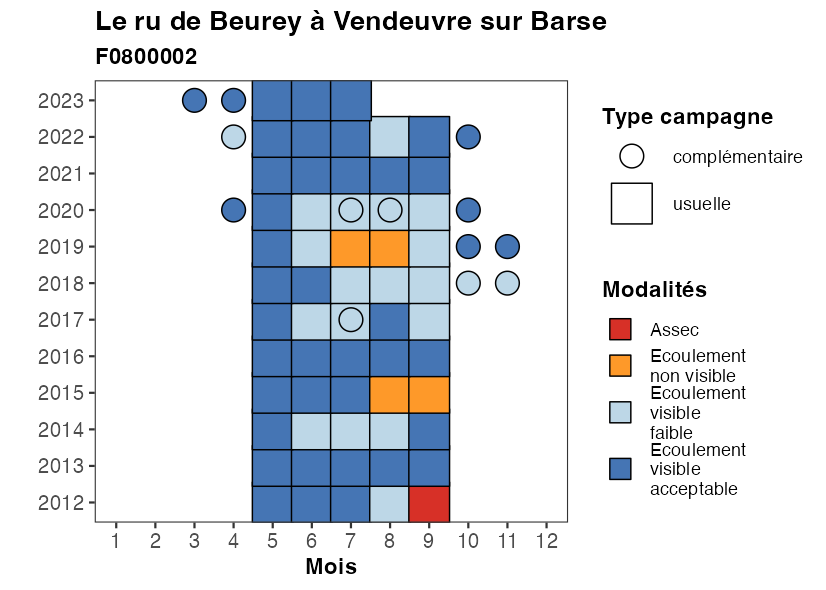 Le ru de Beurey à Vendeuvre sur Barse
F0800002
2023
2022
2021
2020
2019
2018
2017
2016
2015
2014
2013
2012
1 2 3 4 5 6 7 8 9 10 11 12
Mois
Type campagne
complémentaire
usuelle
Modalités
Assec
Ecoulement
non visible
Ecoulement
visible
faible
Ecoulement
visible
acceptable